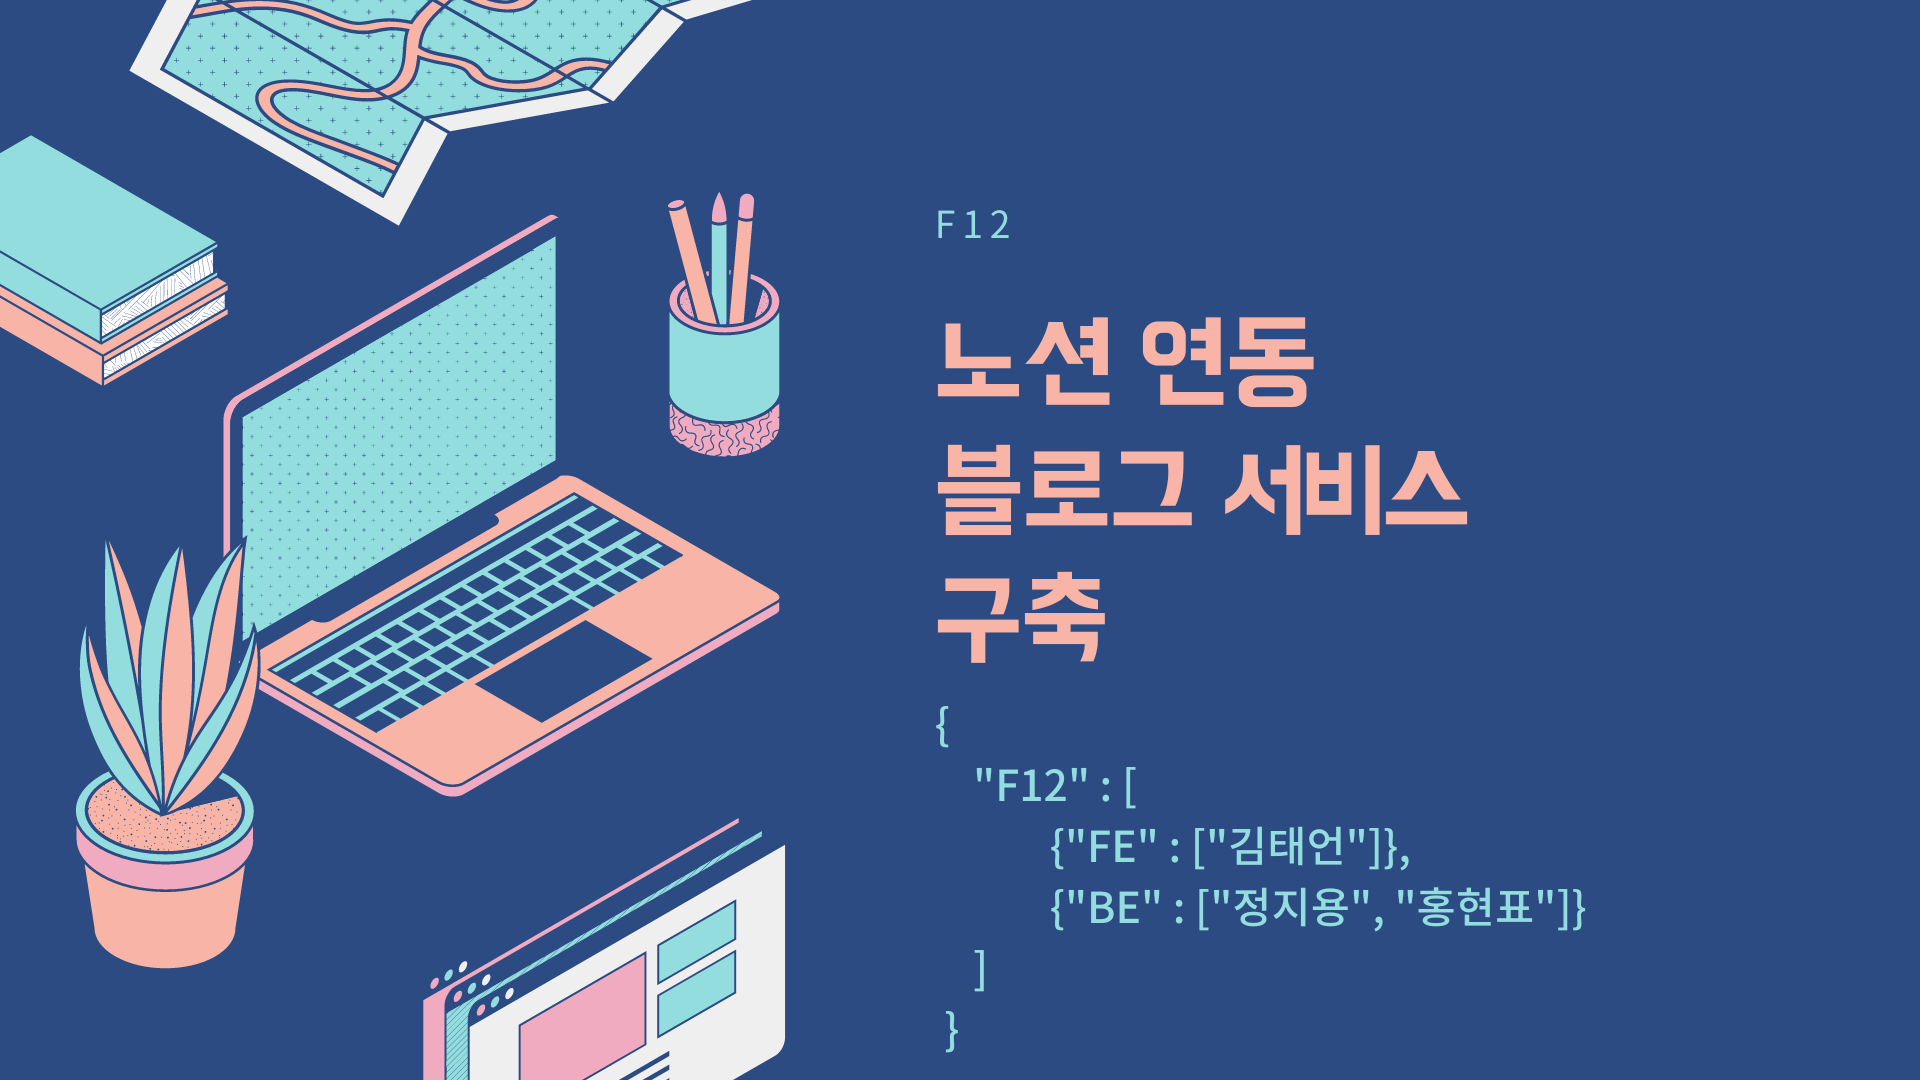 F12
노션 연동
블로그 서비스
구축
{
"F12" : [
{"FE" : ["김태언"]},
{"BE" : ["정지용", "홍현표"]}
]
}